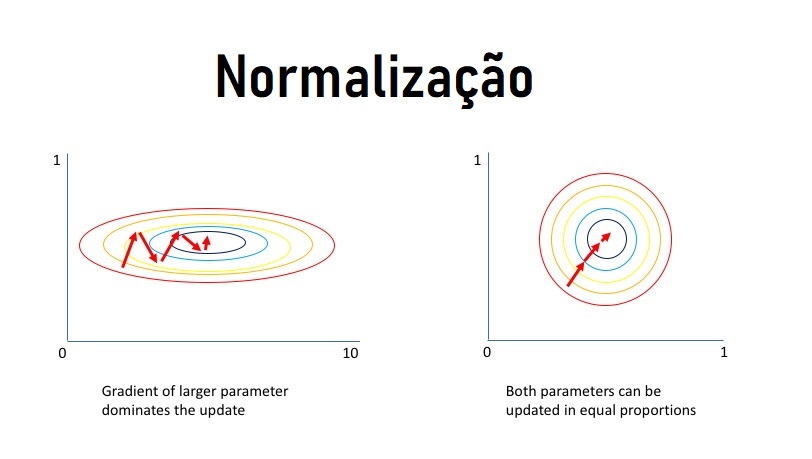 Normalização
1
1
0
10
0
1
Gradient of larger parameter
dominates the update
Both parameters can be
updated in equal proportions